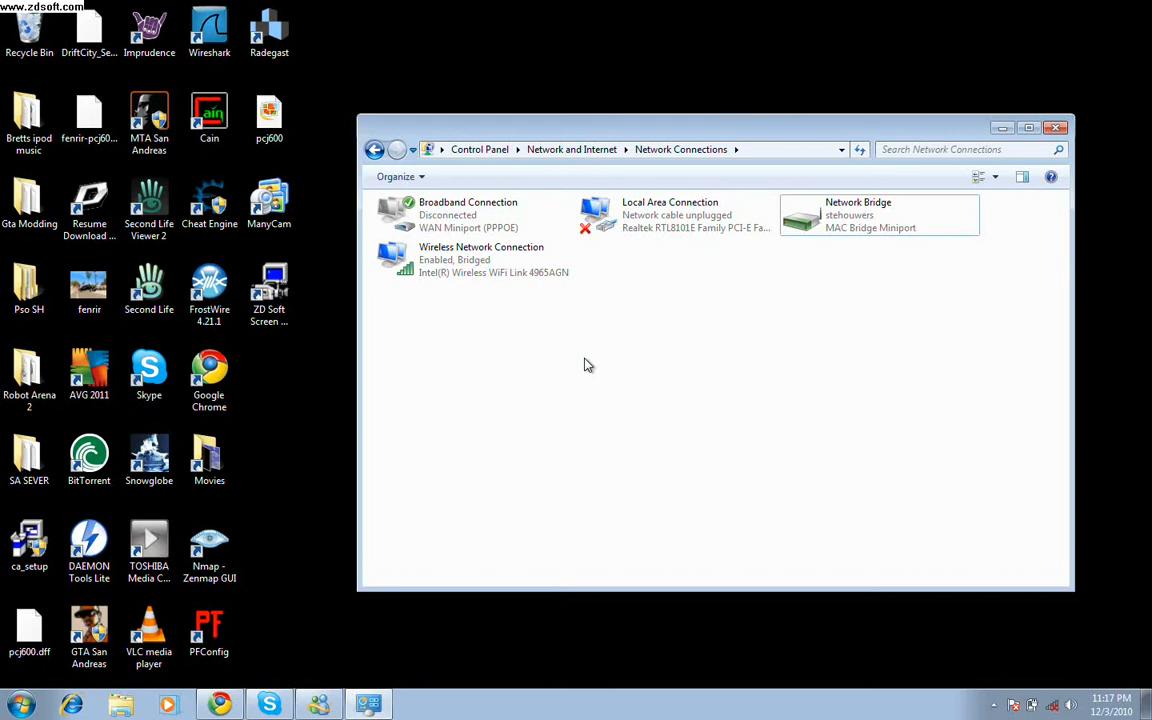 www.zdsoft.com
Recycle Bin
DriftCity_Se...
Imprudence
Wireshark
Radegast
Bretts ipod
music
fenrir-pcj60...
MTA San
Andreas
Cain
pcj600
Gta Modding
Resume
Download ...
Second Life
Viewer 2
Cheat Engine
ManyCam
Pso SH
fenrir
Second Life
FrostWire
4.21.1
ZD Soft
Screen ...
Robot Arena
2
AVG 2011
Skype
Google
Chrome
SA SEVER
BitTorrent
Snowglobe
Movies
ca_setup
DAEMON
Tools Lite
TOSHIBA
Media C...
Nmap -
Zenmap GUI
pcj600.dff
GTA San
Andreas
VLC media
player
PF
PFConfig
Control Panel
Network and Internet
Network Connections
Search Network Connections
Organize
Broadband Connection
Disconnected
WAN Miniport (PPPOE)
Local Area Connection
Network cable unplugged
Realtek RTL8101E Family PCI-E Fa...
Network Bridge
stehouwers
MAC Bridge Miniport
Wireless Network Connection
Enabled, Bridged
Intel(R) Wireless WiFi Link 4965AGN
11:17 PM
12/3/2010